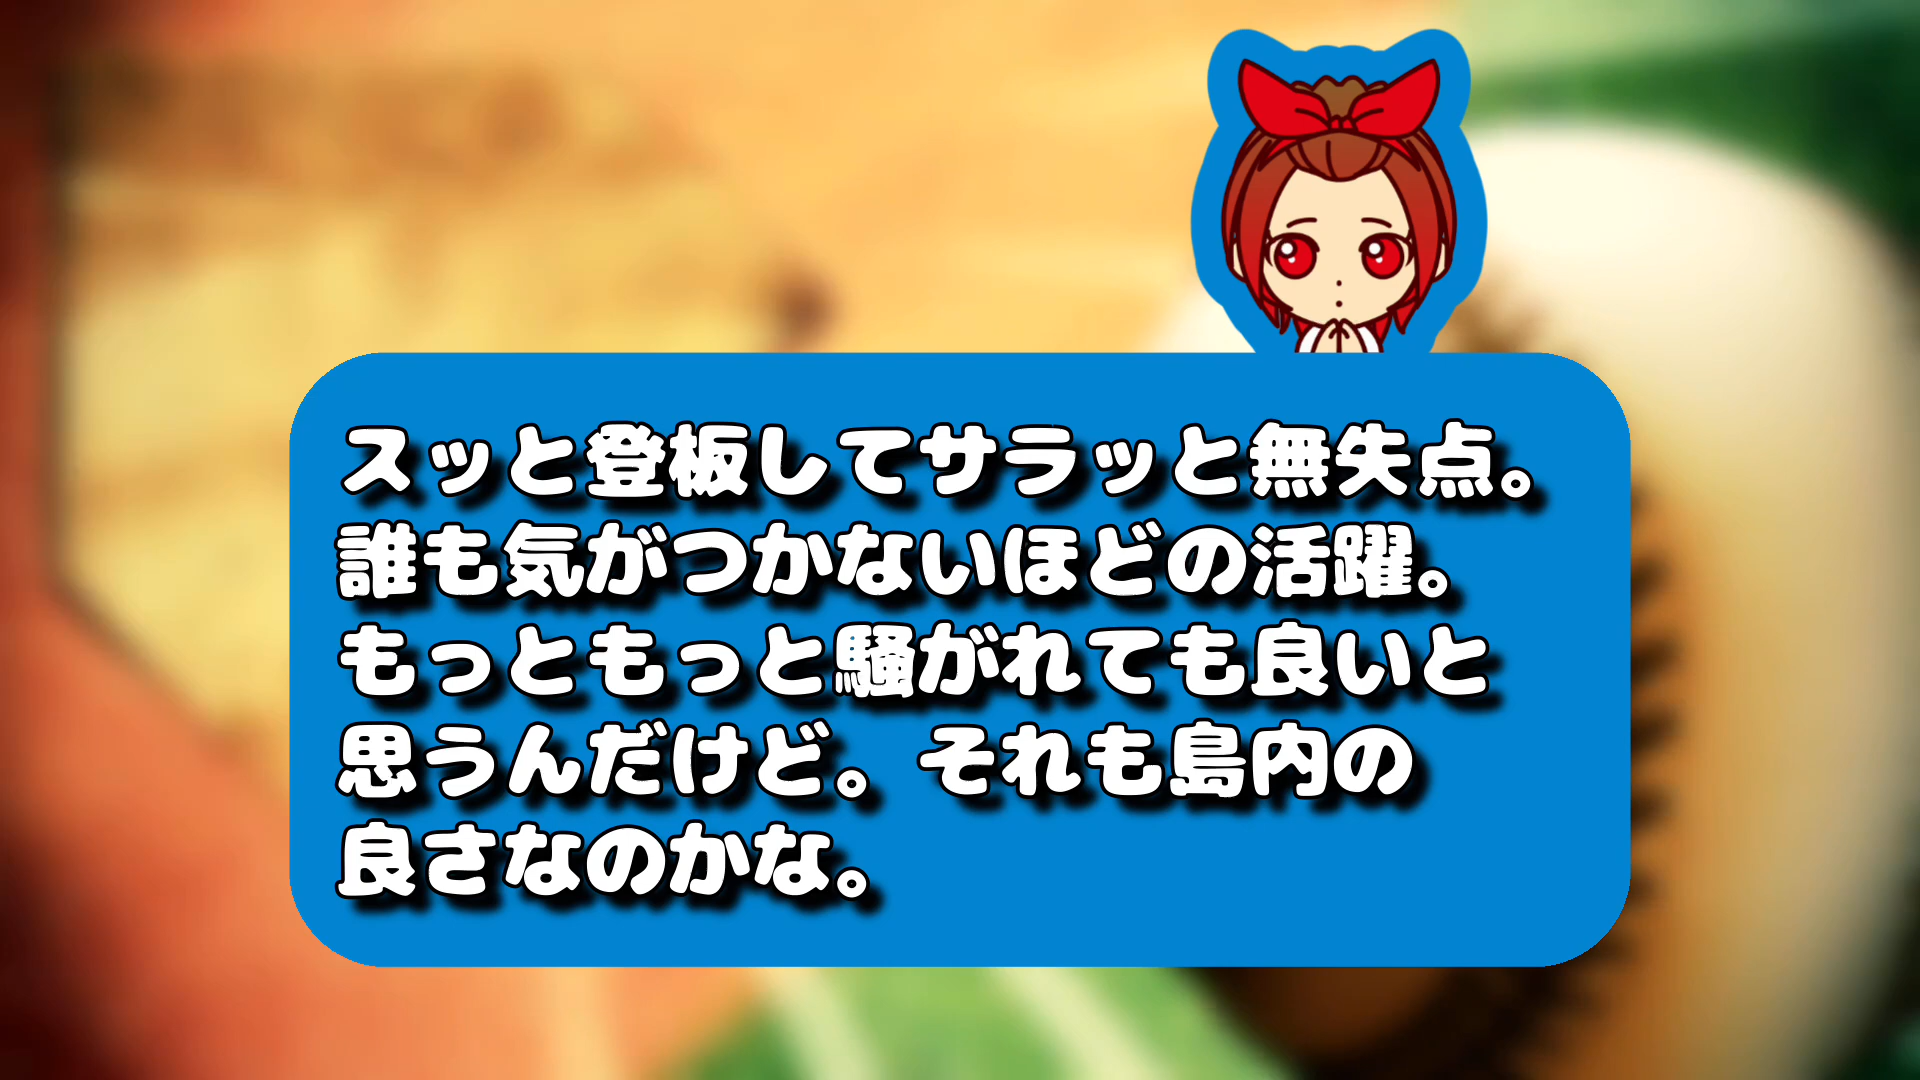 スッと登板してサラッと無失点。
誰も気がつかないほどの活躍。
もっともっと騒がれても良いと
思うんだけど。それも島内の
良さなのかな。